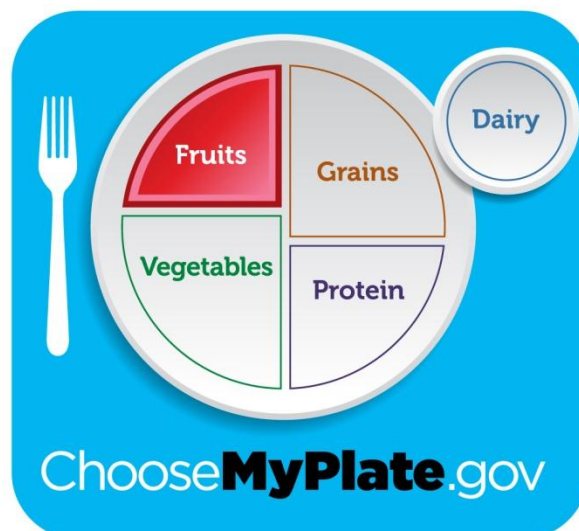 Fruits
Grains
Dairy
Vegetables
Protein
ChooseMyPlate.gov